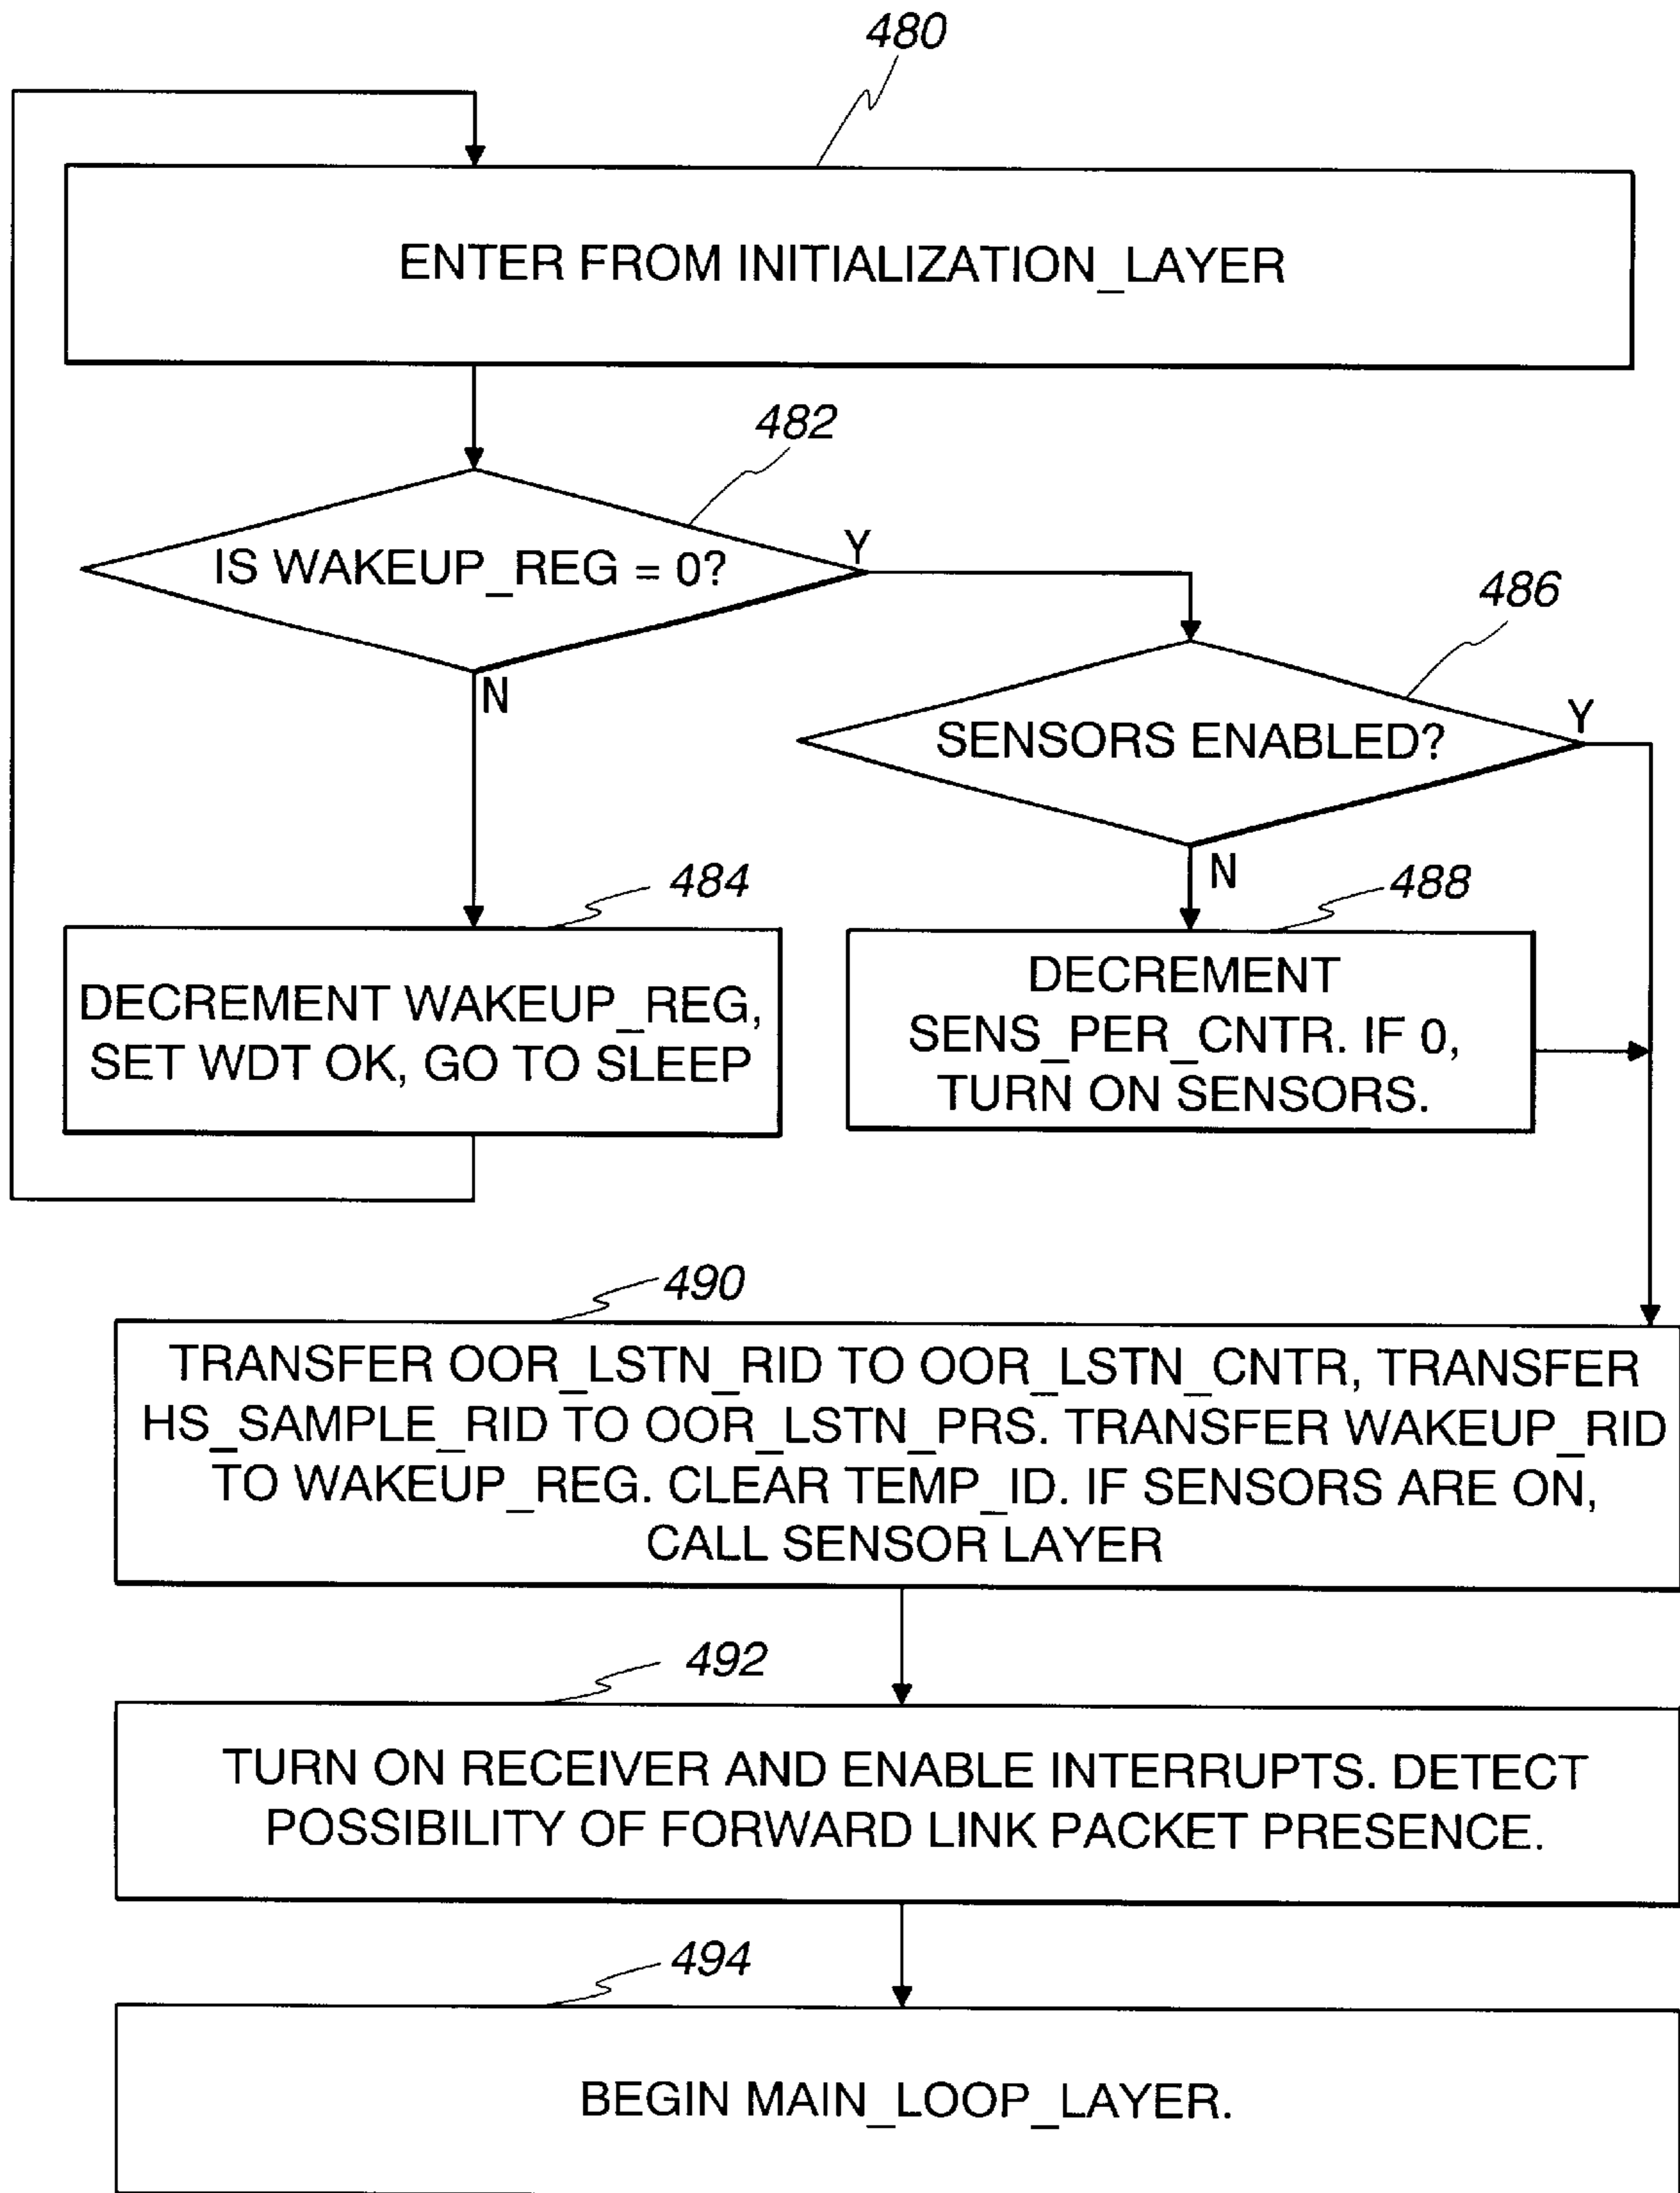 480
ENTER FROM INITIALIZATION_LAYER
482
IS WAKEUP_REG = 0?
Y
N
486
SENSORS ENABLED?
Y
N
484
DECREMENT WAKEUP_REG,
SET WDT OK, GO TO SLEEP
488
DECREMENT
SENS_PER_CNTR. IF 0,
TURN ON SENSORS.
490
TRANSFER OOR_LSTN_RID TO OOR_LSTN_CNTR, TRANSFER
HS_SAMPLE_RID TO OOR_LSTN_PRS. TRANSFER WAKEUP_RID
TO WAKEUP_REG. CLEAR TEMP_ID. IF SENSORS ARE ON,
CALL SENSOR LAYER
492
TURN ON RECEIVER AND ENABLE INTERRUPTS. DETECT
POSSIBILITY OF FORWARD LINK PACKET PRESENCE.
494
BEGIN MAIN_LOOP_LAYER.